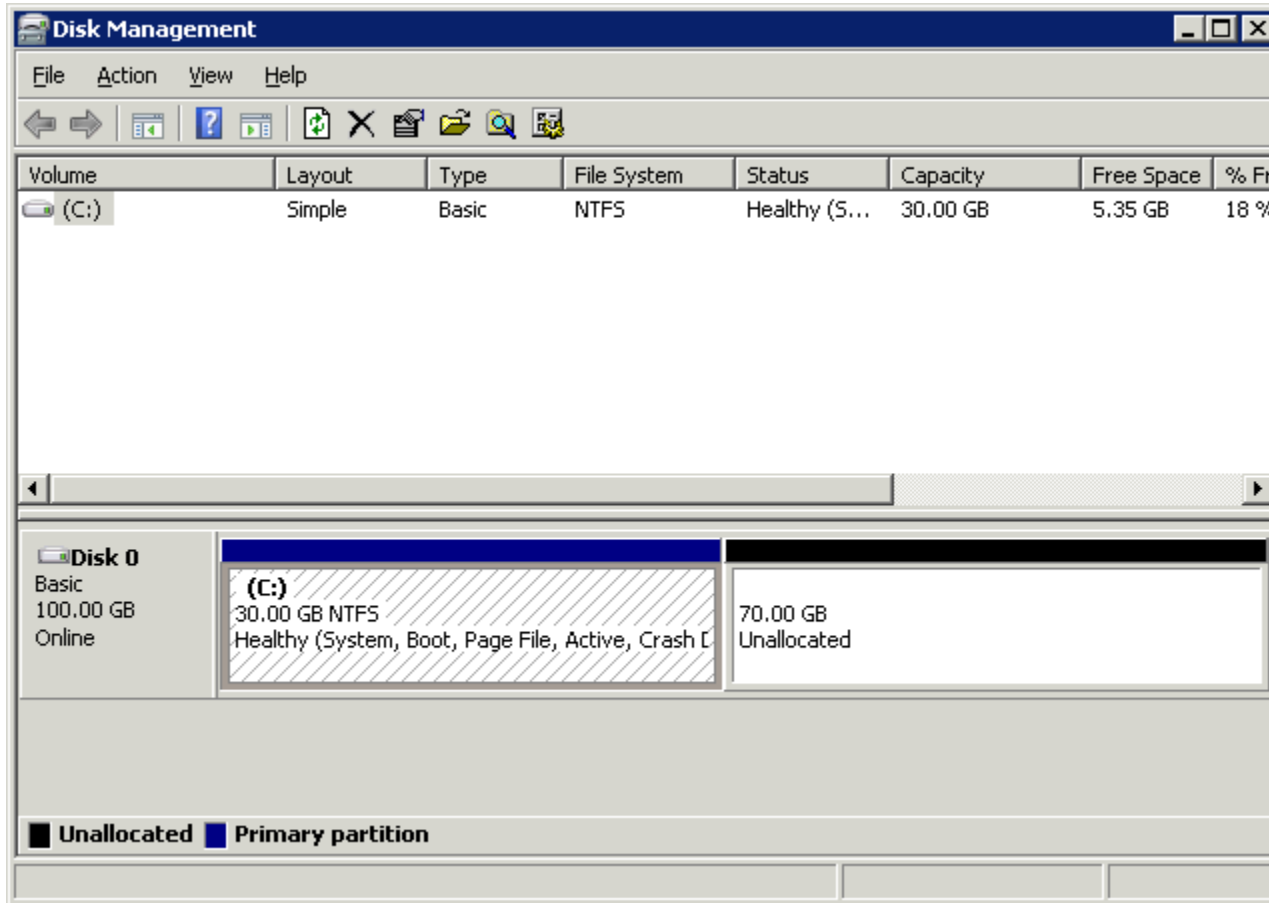 Disk Management
File Action View Help
Volume Layout Type File System Status Capacity Free Space % Fr
(C:) Simple Basic NTFS Healthy (S... 30.00 GB 5.35 GB 18 %
Disk 0
Basic
100.00 GB
Online
(C:)
30.00 GB NTFS
Healthy (System, Boot, Page File, Active, Crash D
70.00 GB
Unallocated
Unallocated Primary partition